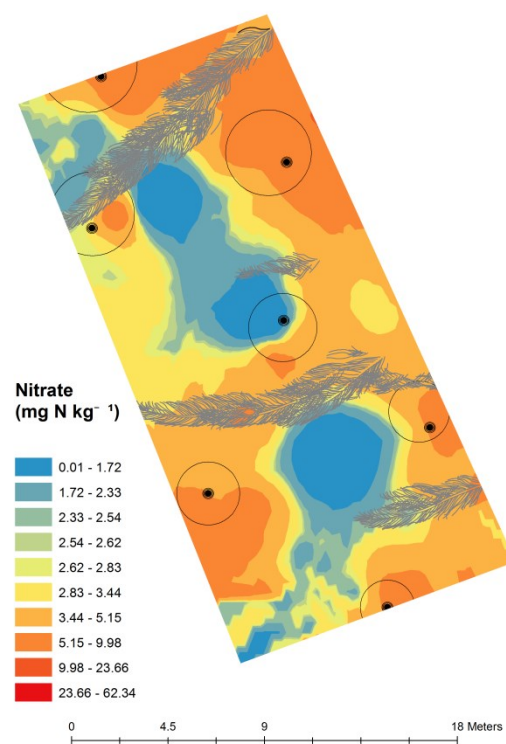 Nitrate
(mg N kg⁻ ¹)
0.01 - 1.72
1.72 - 2.33
2.33 - 2.54
2.54 - 2.62
2.62 - 2.83
2.83 - 3.44
3.44 - 5.15
5.15 - 9.98
9.98 - 23.66
23.66 - 62.34
0 4.5 9 18 Meters